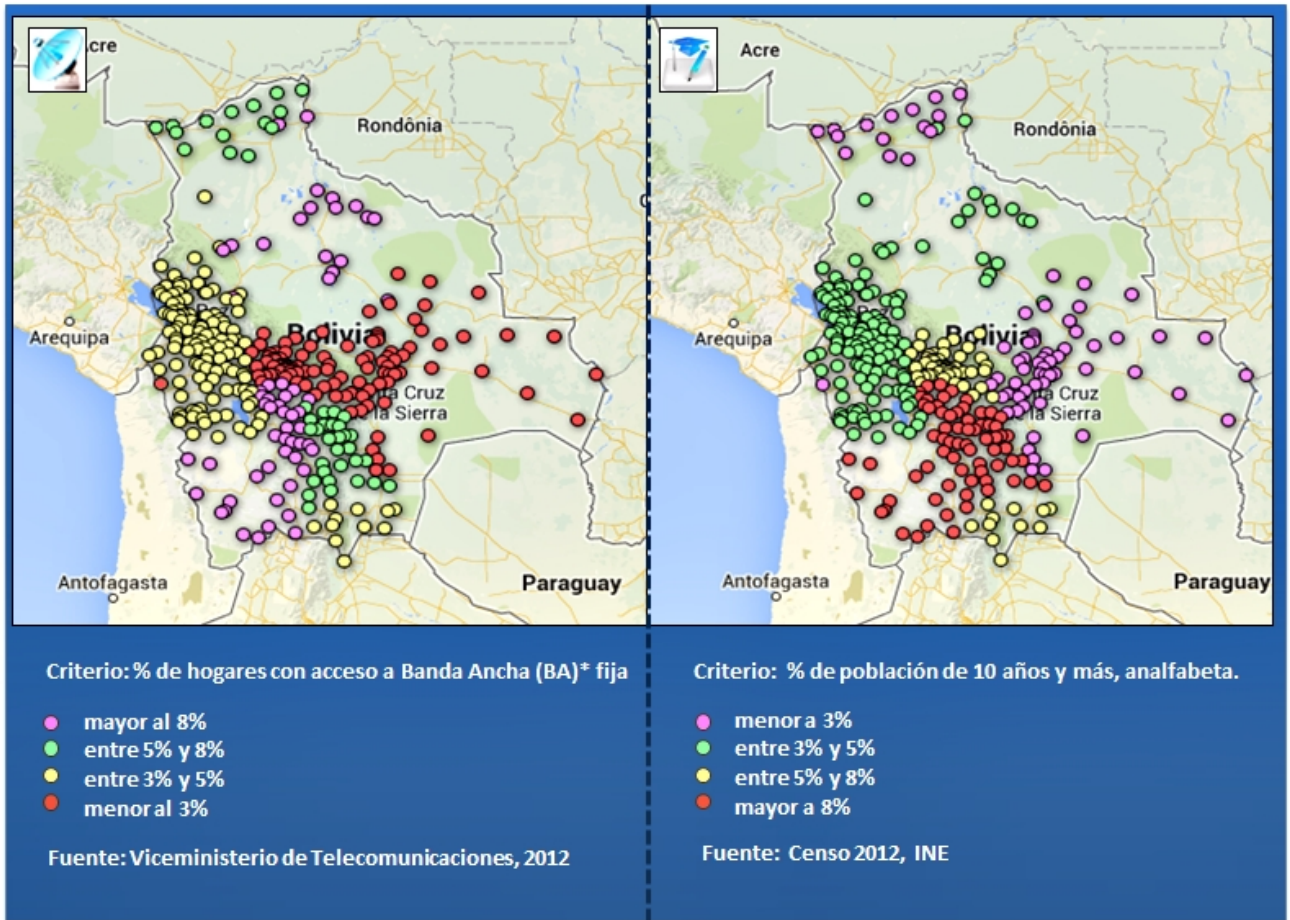 Acre
Rondônia
Arequipa
Bolivia
Cruz
la Sierra
Antofagasta
Paraguay
Acre
Rondônia
Arequipa
Bolivia
Cruz
la Sierra
Antofagasta
Paraguay
Criterio: % de hogares con acceso a Banda Ancha (BA)* fija
mayor al 8%
entre 5% y 8%
entre 3% y 5%
menor al 3%
Fuente: Viceministerio de Telecomunicaciones, 2012
Criterio: % de población de 10 años y más, analfabeta.
menor a 3%
entre 3% y 5%
entre 5% y 8%
mayor a 8%
Fuente: Censo 2012, INE